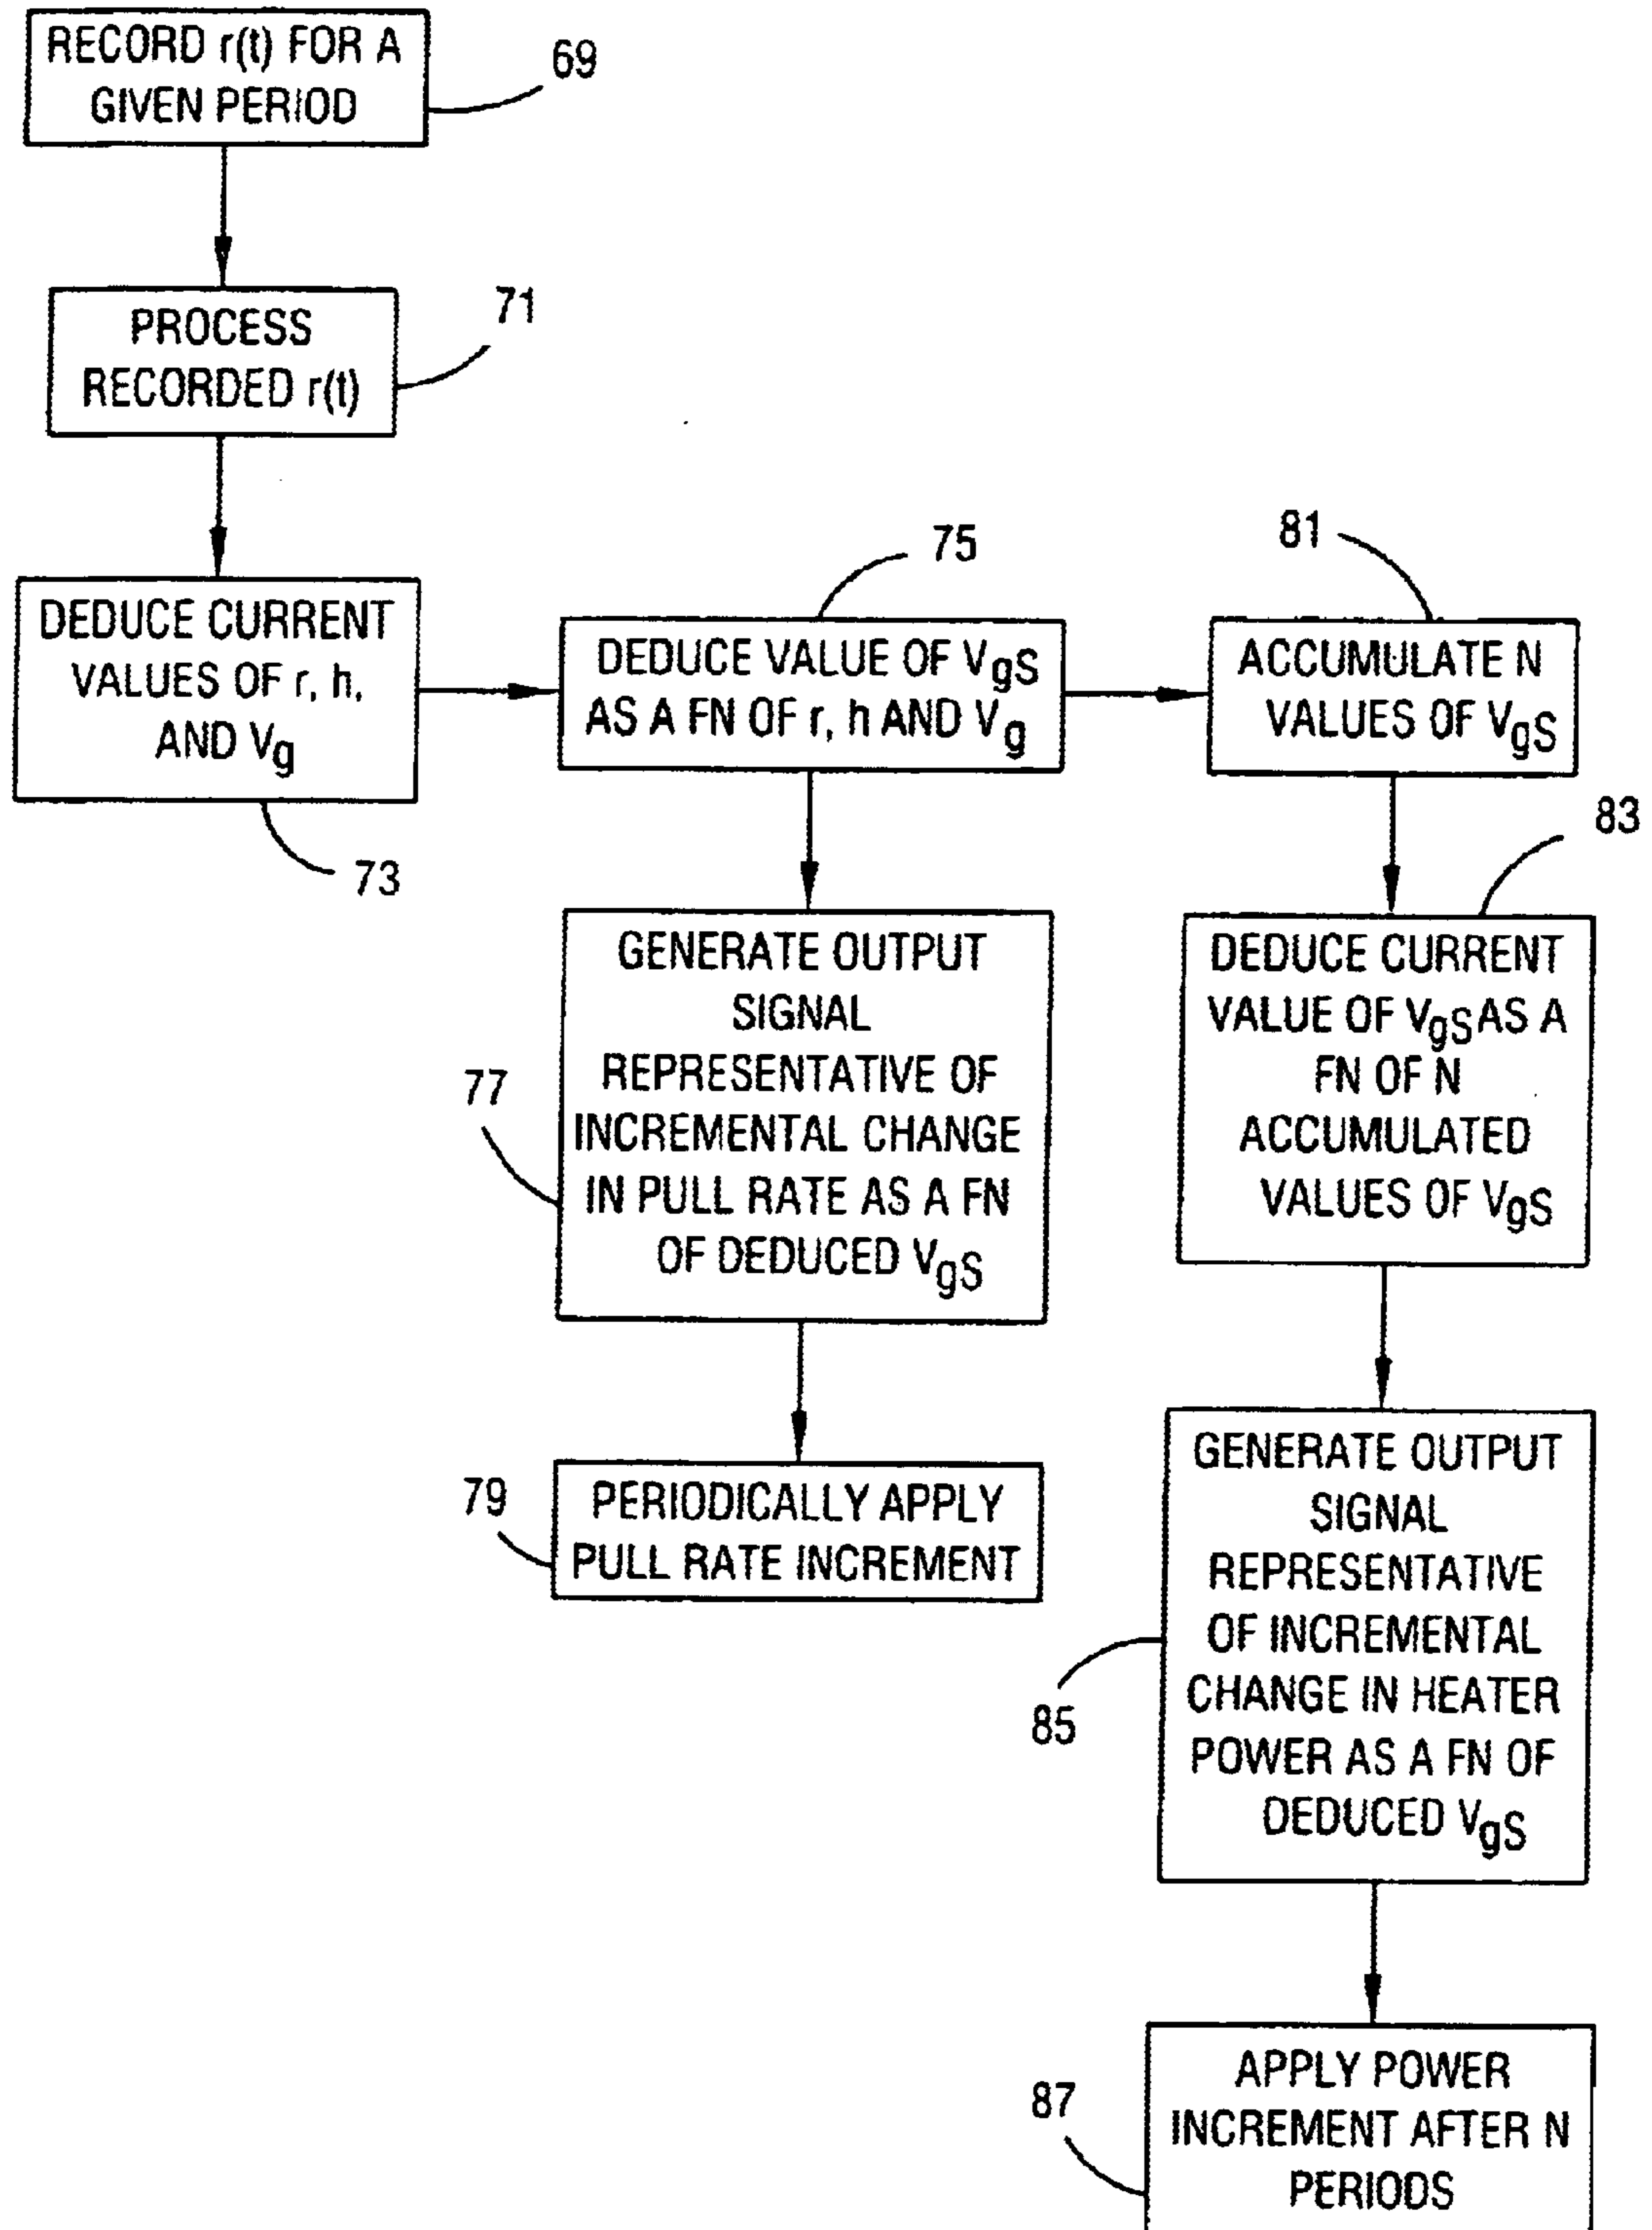 RECORD r(t) FOR A
GIVEN PERIOD
69
PROCESS
RECORDED r(t)
71
DEDUCE CURRENT
VALUES OF r, h,
AND Vg
73
DEDUCE VALUE OF VgS
AS A FN OF r, h AND Vg
75
GENERATE OUTPUT
SIGNAL
REPRESENTATIVE OF
INCREMENTAL CHANGE
IN PULL RATE AS A FN
OF DEDUCED VgS
77
PERIODICALLY APPLY
PULL RATE INCREMENT
79
ACCUMULATE N
VALUES OF VgS
81
DEDUCE CURRENT
VALUE OF VgS AS A
FN OF N
ACCUMULATED
VALUES OF VgS
83
GENERATE OUTPUT
SIGNAL
REPRESENTATIVE
OF INCREMENTAL
CHANGE IN HEATER
POWER AS A FN OF
DEDUCED VgS
85
APPLY POWER
INCREMENT AFTER N
PERIODS
87